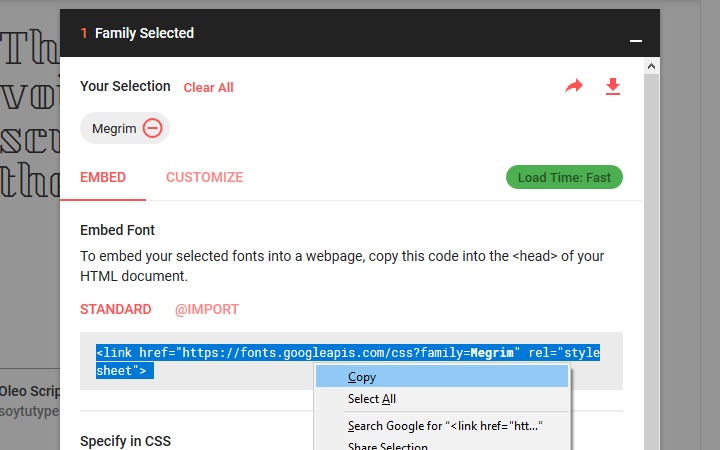 Th
voi
scr
the
Oleo Scrip
soytutype
1 Family Selected
Your Selection Clear All
Megrim
EMBED CUSTOMIZE Load Time: Fast
Embed Font
To embed your selected fonts into a webpage, copy this code into the <head> of your
HTML document.
STANDARD @IMPORT
<link href="https://fonts.googleapis.com/css?family=Megrim" rel="style
sheet">
Copy
Select All
Search Google for “<link href="htt...”
Share Selection
Specify in CSS